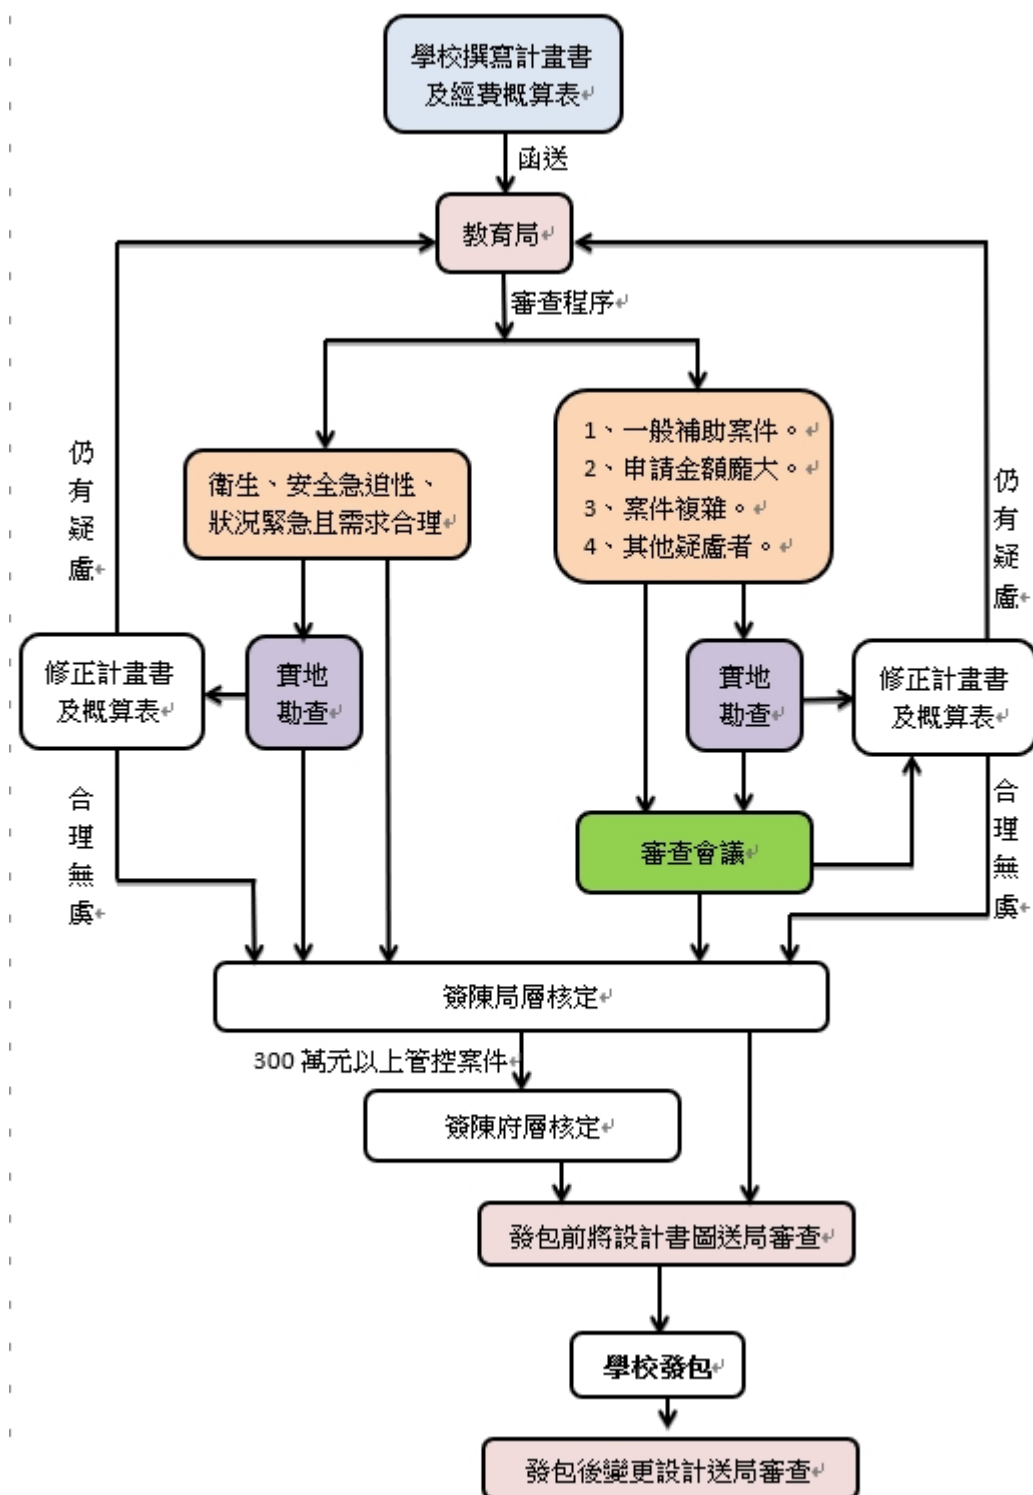 學校撰寫計畫書
及經費概算表
函送
教育局
審查程序
衛生、安全急迫性、
狀況緊急且需求合理
1、一般補助案件。
2、申請金額龐大。
3、案件複雜。
4、其他疑慮者。
仍有疑慮
仍有疑慮
修正計畫書
及概算表
實地
勘查
實地
勘查
修正計畫書
及概算表
合理無虞
合理無虞
審查會議
簽陳局層核定
300 萬元以上管控案件
簽陳府層核定
發包前將設計書圖送局審查
學校發包
發包後變更設計送局審查